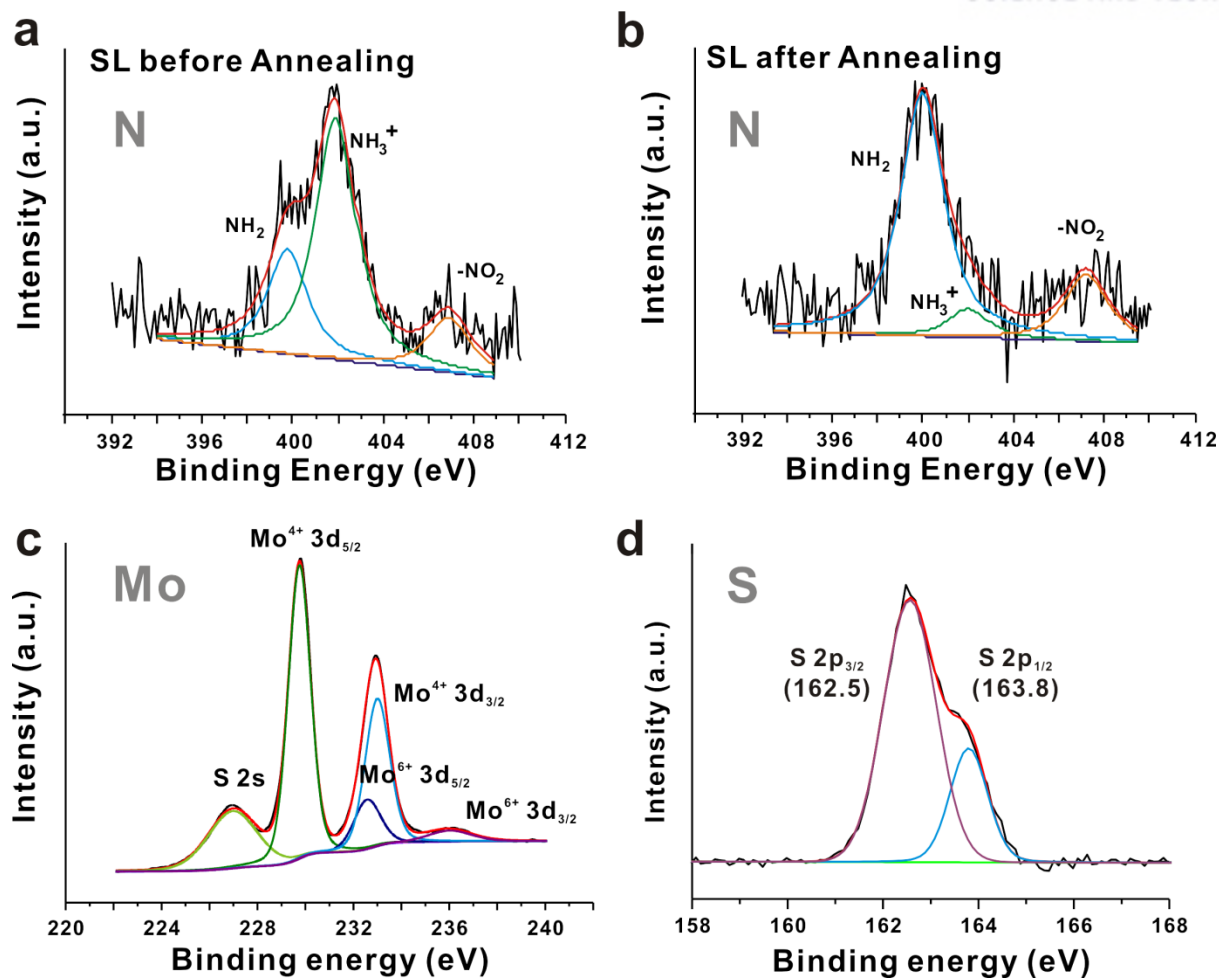 a
SL before Annealing
N
NH₂
NH₃⁺
-NO₂
Intensity (a.u.)
392 396 400 404 408 412
Binding Energy (eV)
b
SL after Annealing
N
NH₂
NH₃⁺
-NO₂
Intensity (a.u.)
392 396 400 404 408 412
Binding Energy (eV)
c
Mo
Mo⁴⁺ 3d₅/₂
Mo⁴⁺ 3d₃/₂
S 2s
Mo⁶⁺ 3d₅/₂
Mo⁶⁺ 3d₃/₂
Intensity (a.u.)
220 224 228 233 236 240
Binding energy (eV)
d
S
S 2p₃/₂
(162.5)
S 2p₁/₂
(163.8)
Intensity (a.u.)
158 160 162 164 166 168
Binding energy (eV)